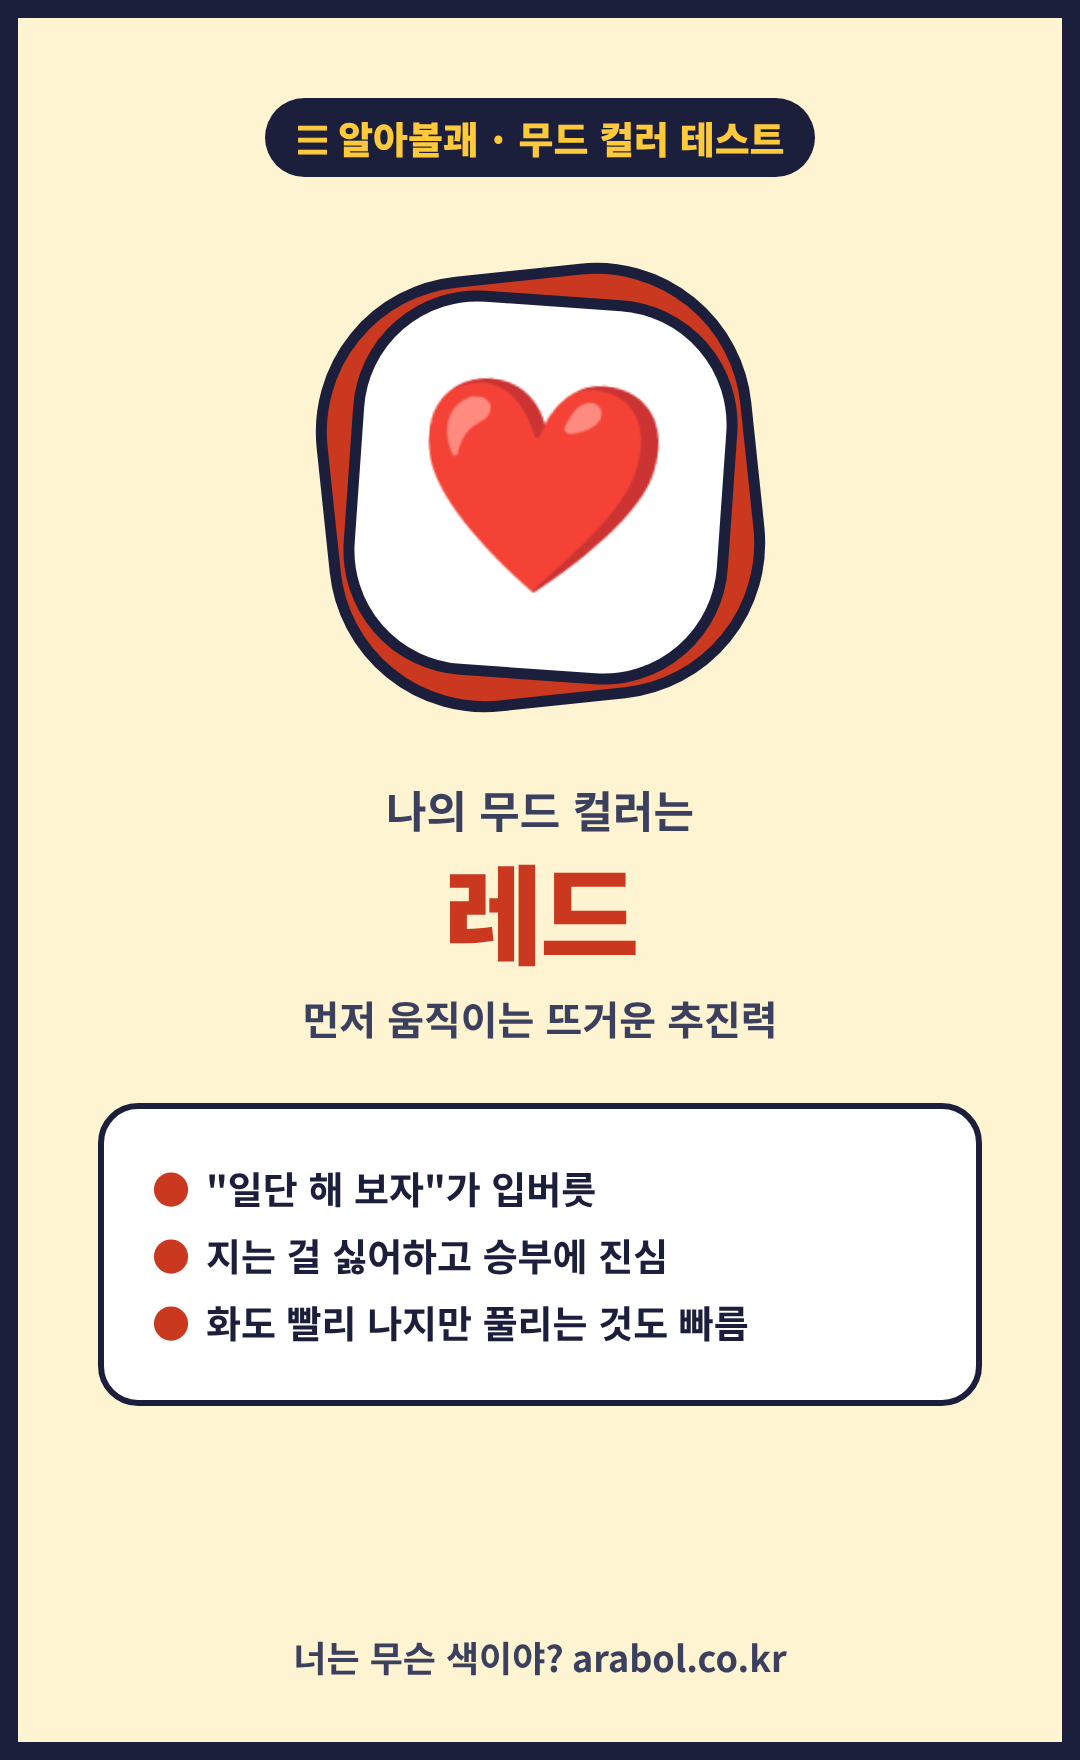 ☰ 알아볼괘 · 무드 컬러 테스트
나의 무드 컬러는
레드
먼저 움직이는 뜨거운 추진력
"일단 해 보자"가 입버릇
지는 걸 싫어하고 승부에 진심
화도 빨리 나지만 풀리는 것도 빠름
너는 무슨 색이야? arabol.co.kr